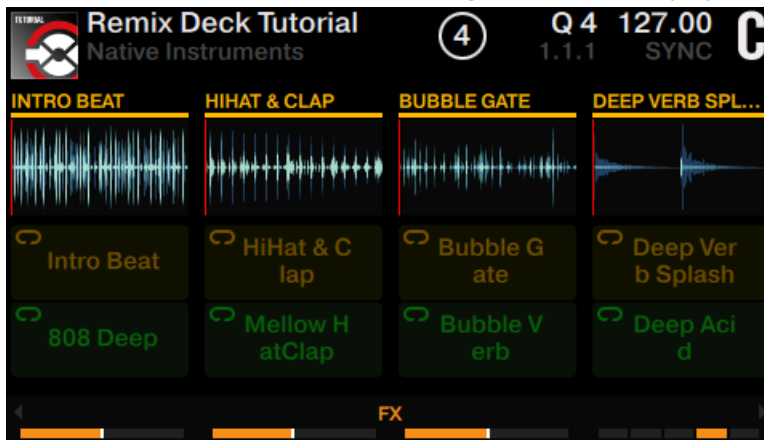 TUTORIAL
Remix Deck Tutorial
Native Instruments
4
Q 4
1.1.1
127.00
SYNC
C
INTRO BEAT
HIHAT & CLAP
BUBBLE GATE
DEEP VERB SPL...
Intro Beat
HiHat & C
lap
Bubble G
ate
Deep Ver
b Splash
808 Deep
Mellow H
atClap
Bubble V
erb
Deep Aci
d
FX